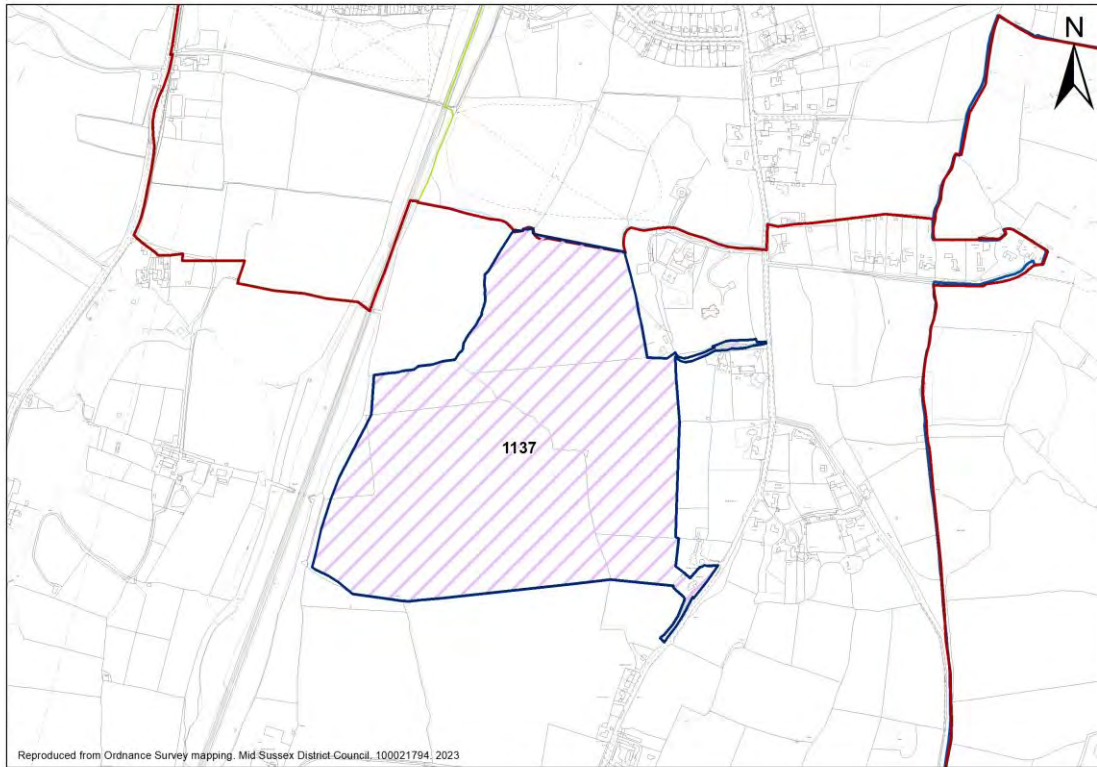 N
1137
Reproduced from Ordnance Survey mapping. Mid Sussex District Council. 100021794. 2023